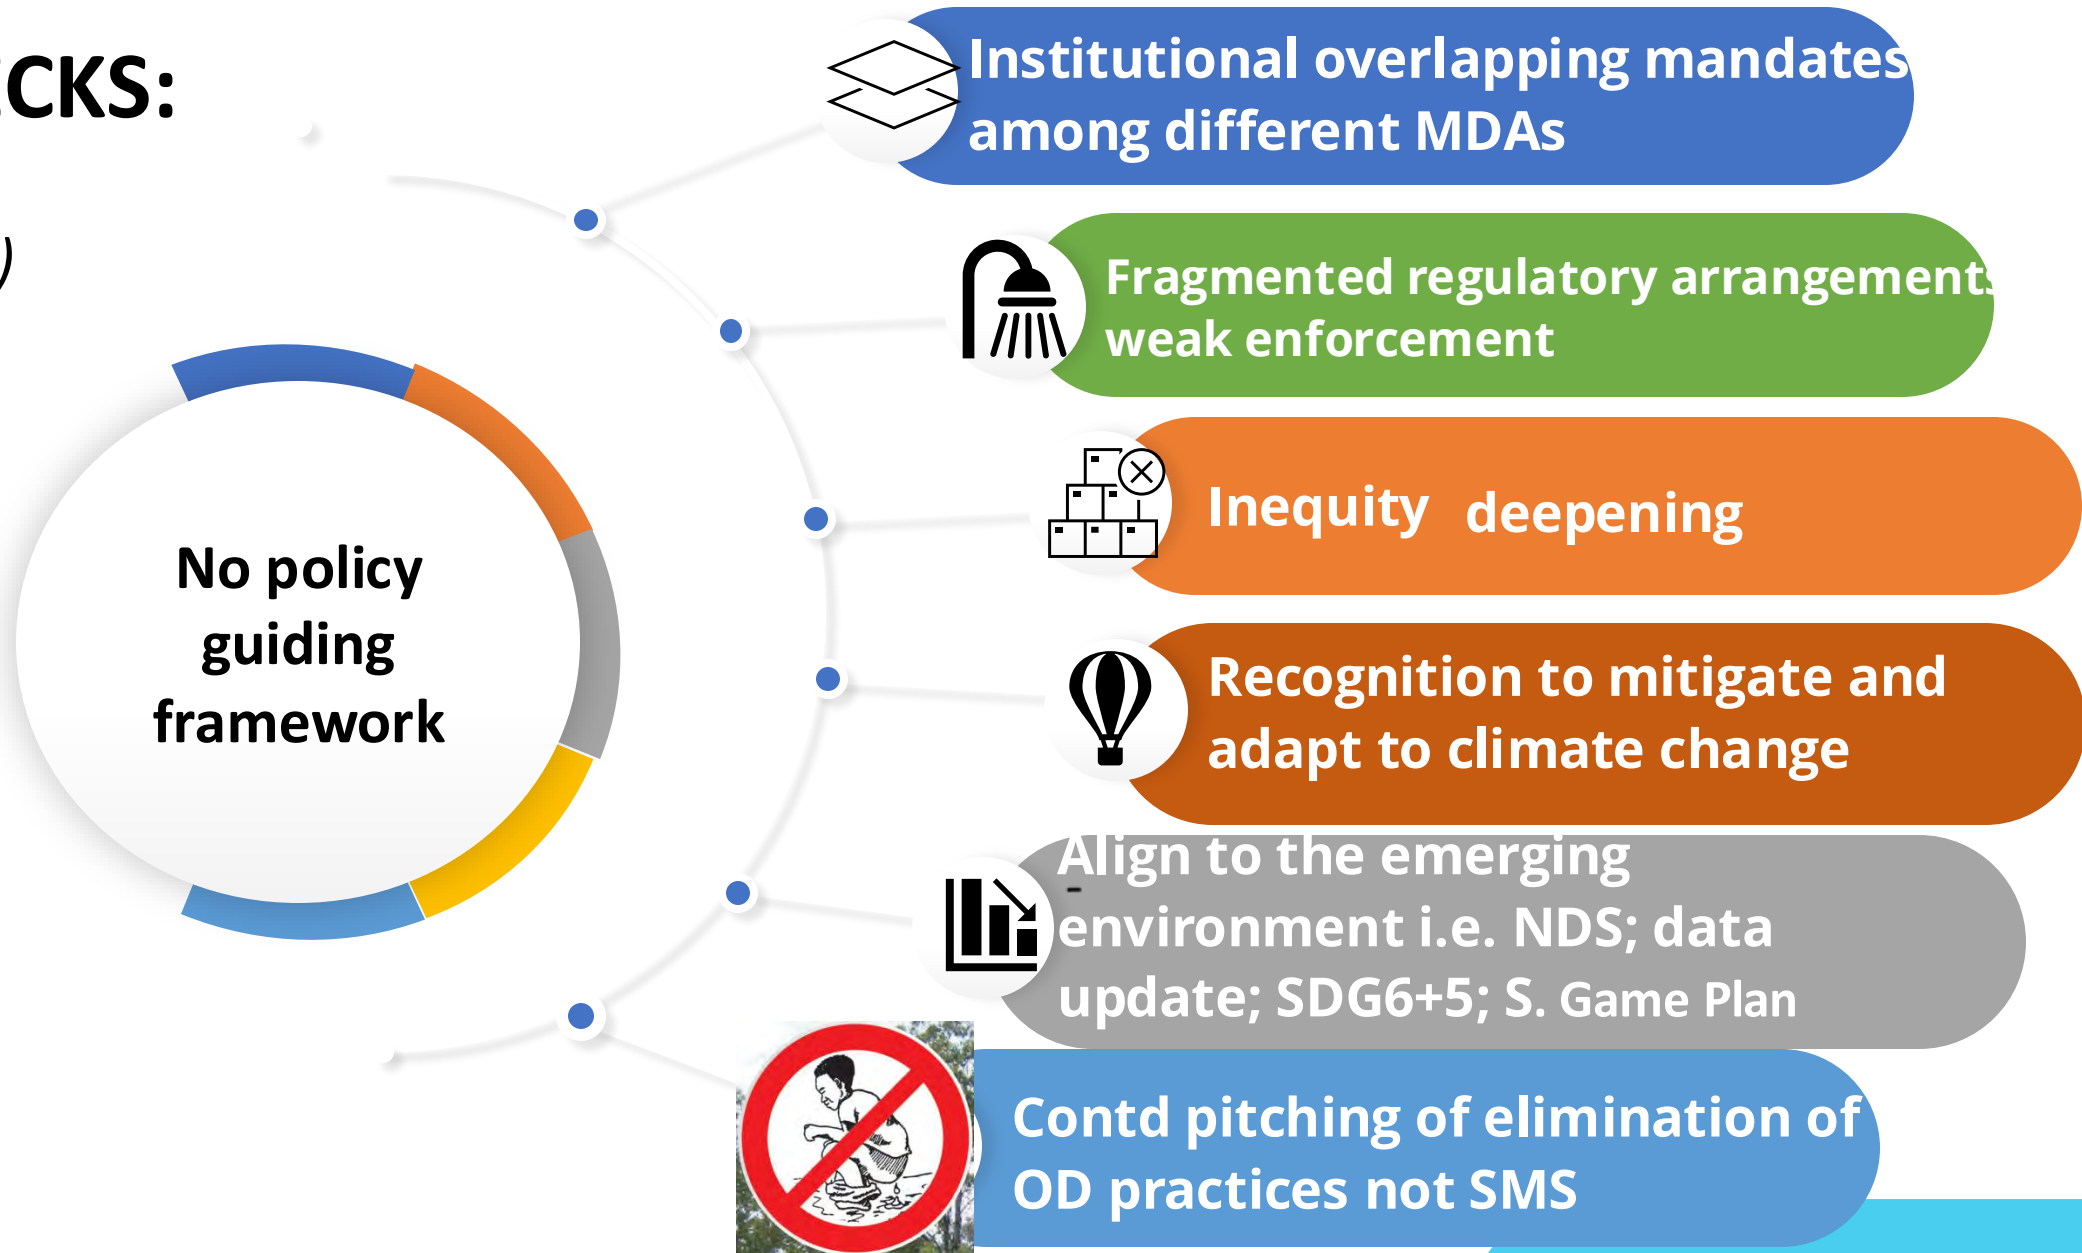 CKS:
)
No policy
guiding
framework
Institutional overlapping mandates
among different MDAs
Fragmented regulatory arrangements
weak enforcement
Inequity deepening
Recognition to mitigate and
adapt to climate change
Align to the emerging
-
environment i.e. NDS; data
update; SDG6+5; S. Game Plan
Contd pitching of elimination of
OD practices not SMS